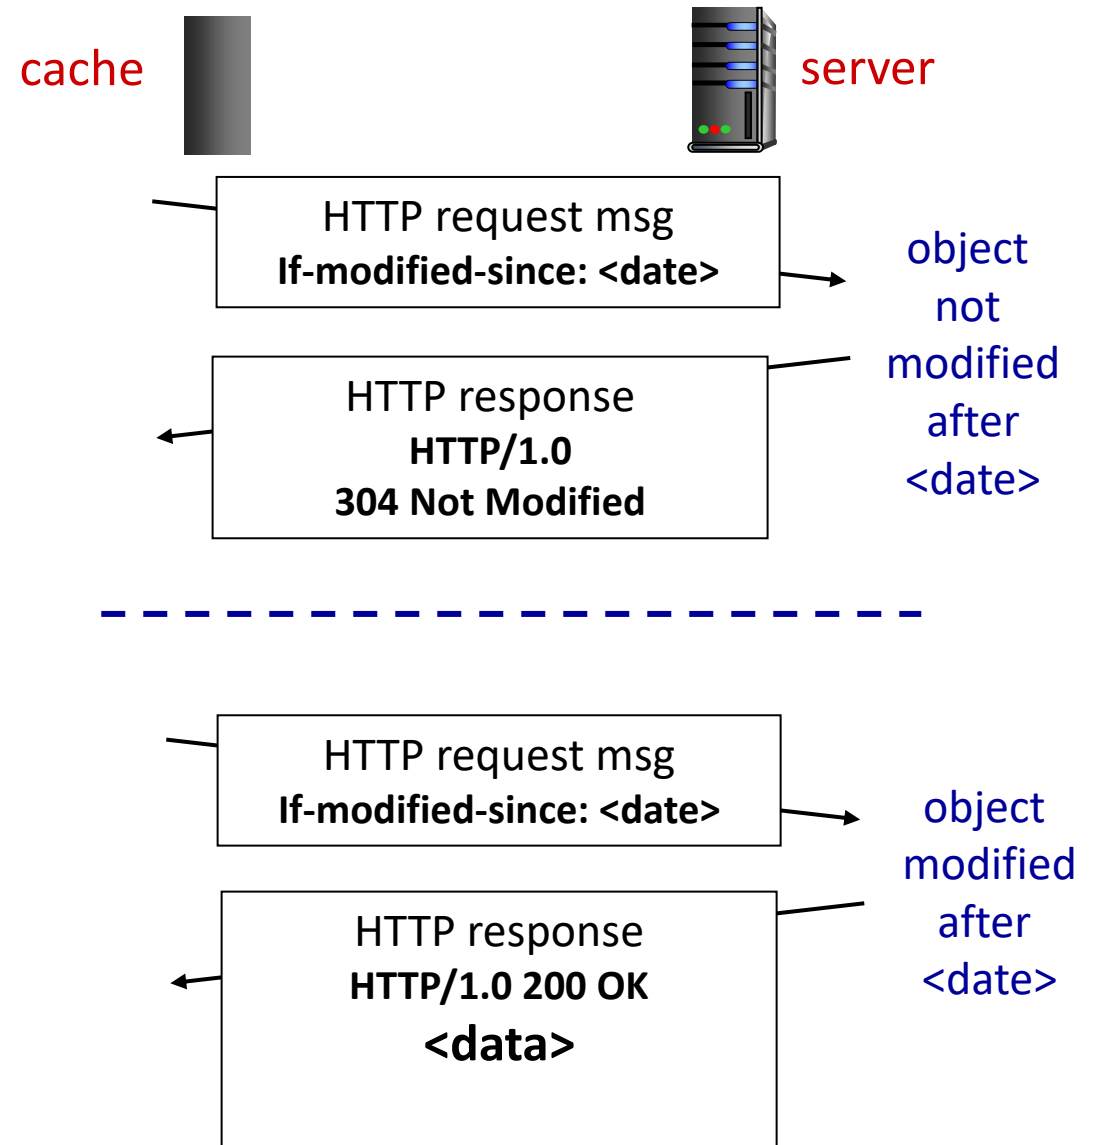 cache
server
HTTP request msg
If-modified-since: <date>
object
not
modified
after
<date>
HTTP response
HTTP/1.0
304 Not Modified
HTTP request msg
If-modified-since: <date>
object
modified
after
<date>
HTTP response
HTTP/1.0 200 OK
<data>